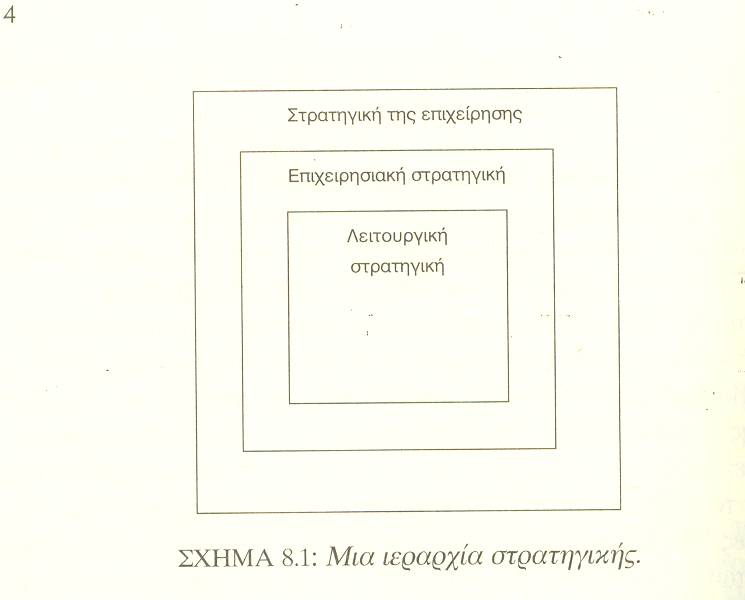 4
Στρατηγική της επιχείρησης
Επιχειρησιακή στρατηγική
Λειτουργική
στρατηγική
ΣΧΗΜΑ 8.1: Μια ιεραρχία στρατηγικής.